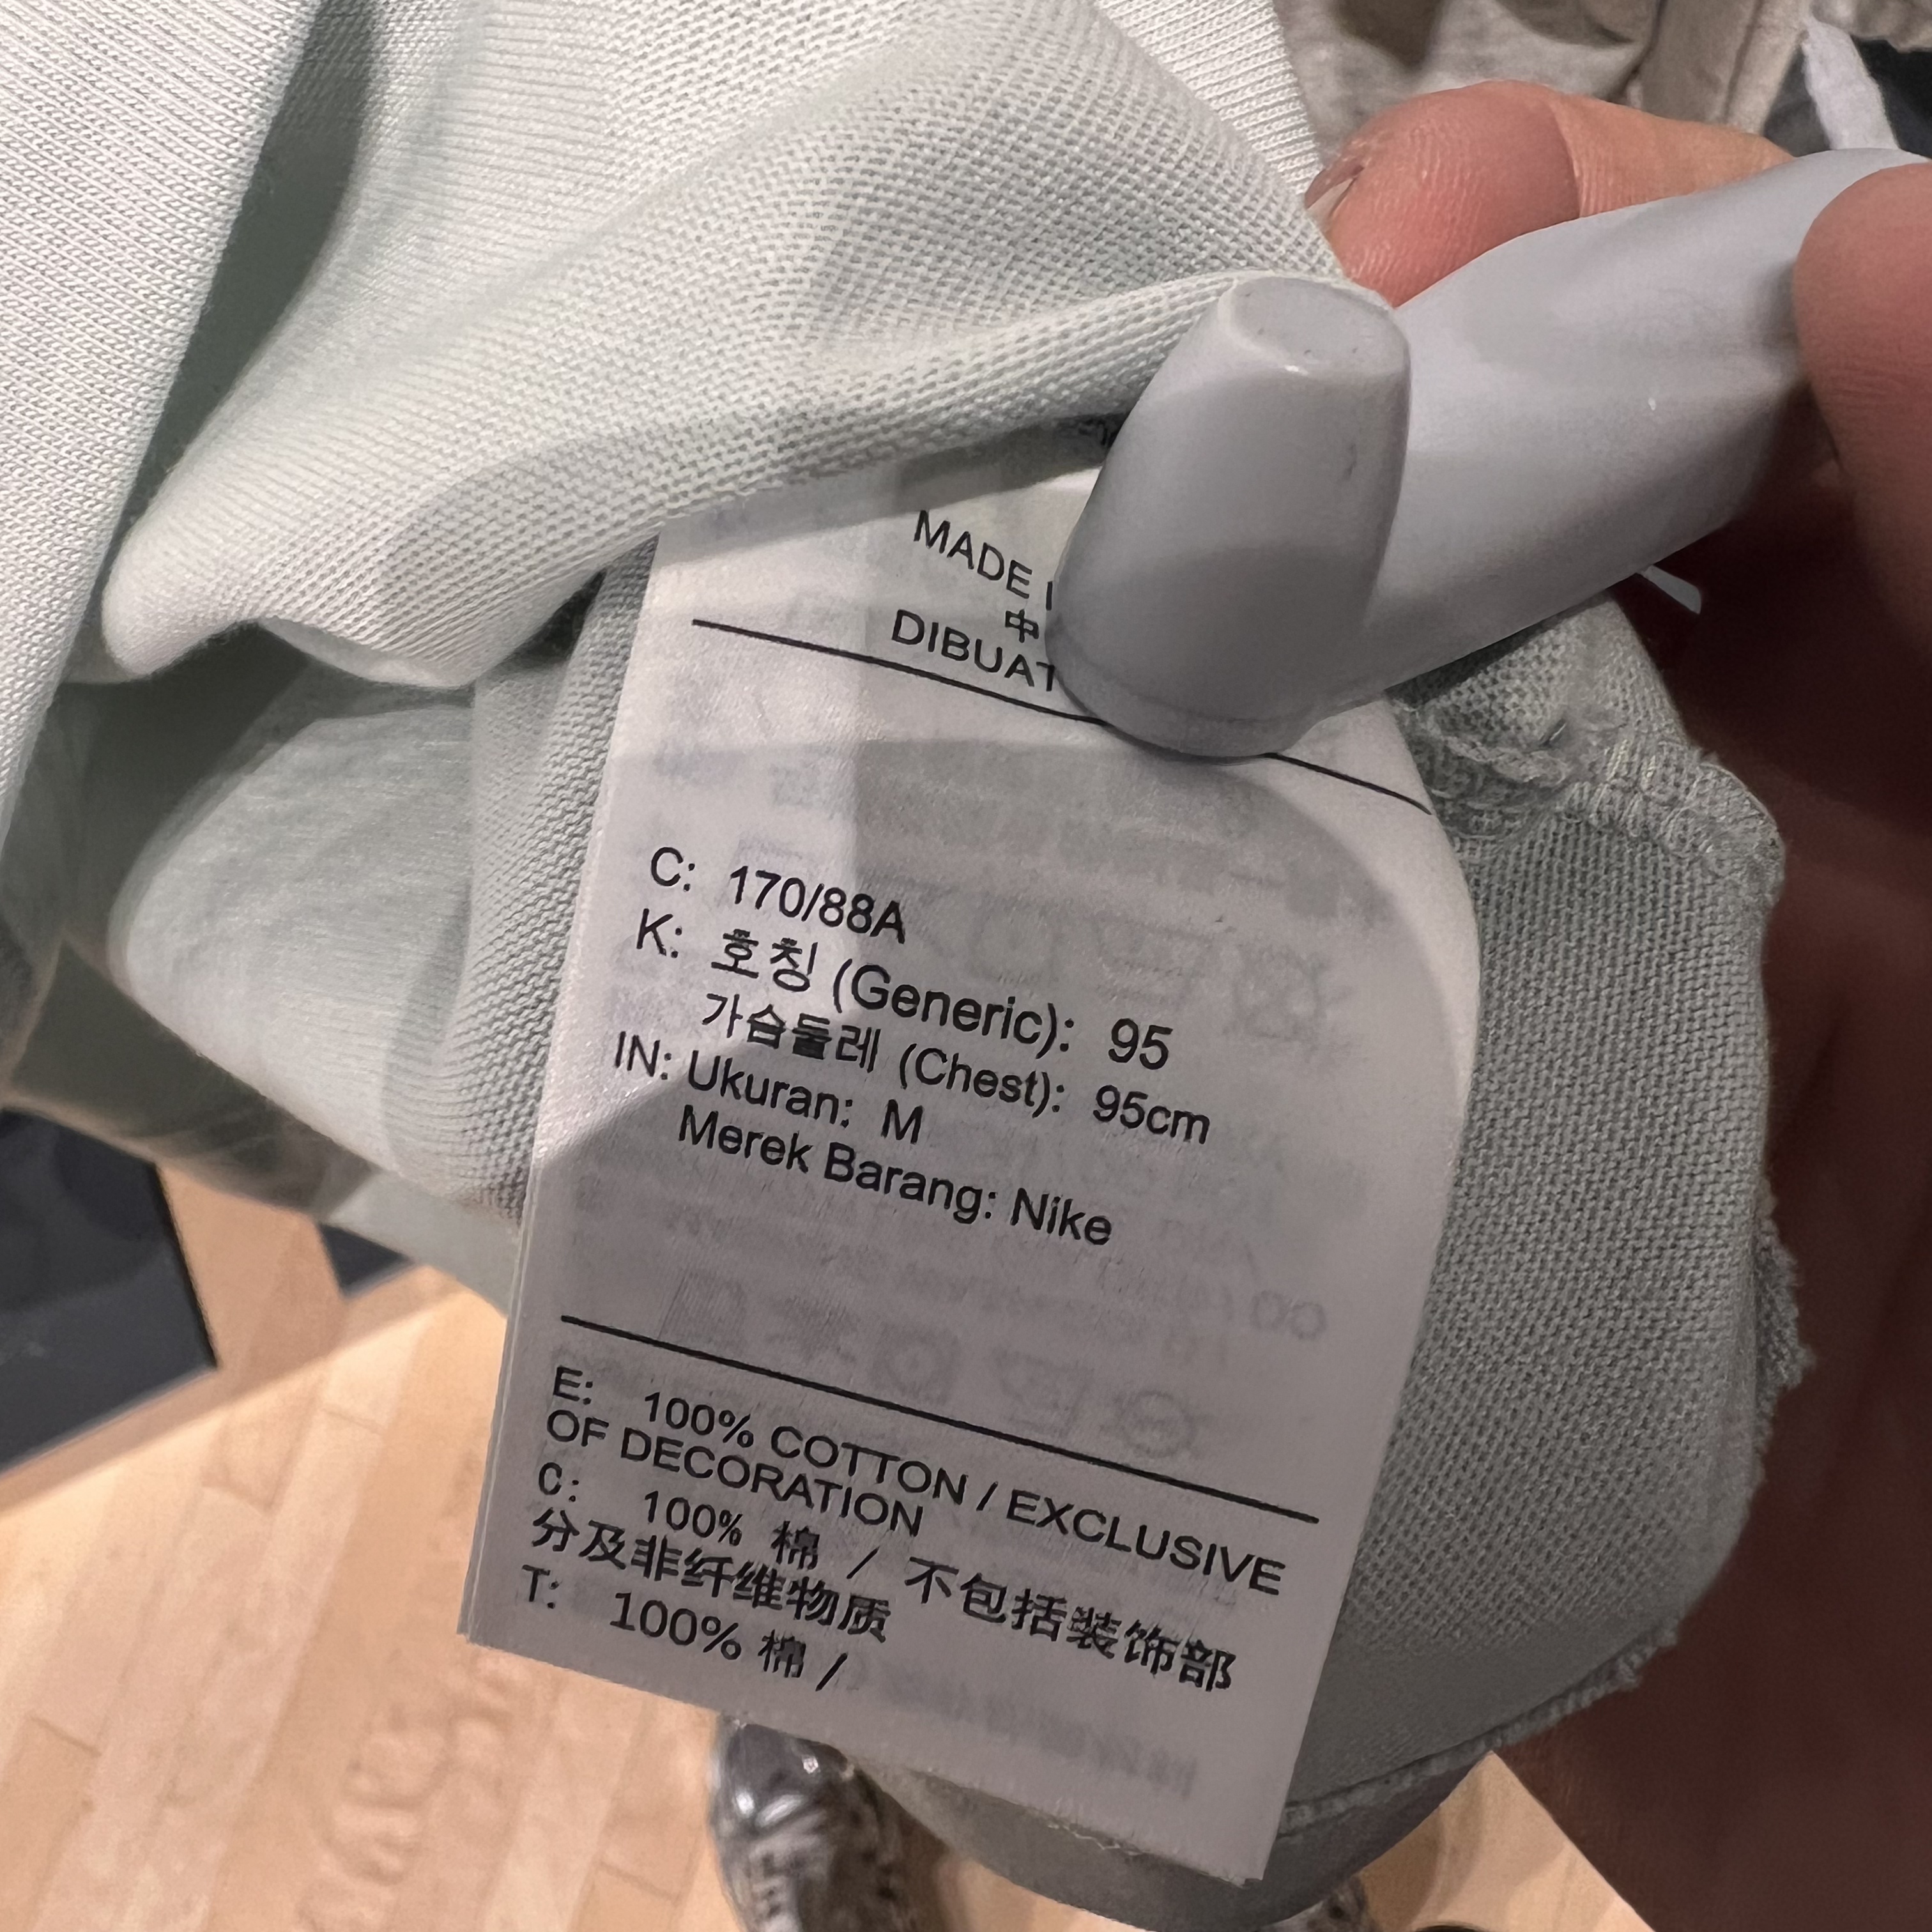 MADE I
中
DIBUAT
C: 170/88A
K: 호칭 (Generic): 95
가슴둘레 (Chest): 95cm
IN: Ukuran: M
Merek Barang: Nike
E: 100% COTTON / EXCLUSIVE
OF DECORATION
C: 100% 棉 / 不包括装饰部
分及非纤维物质
T: 100% 棉 /